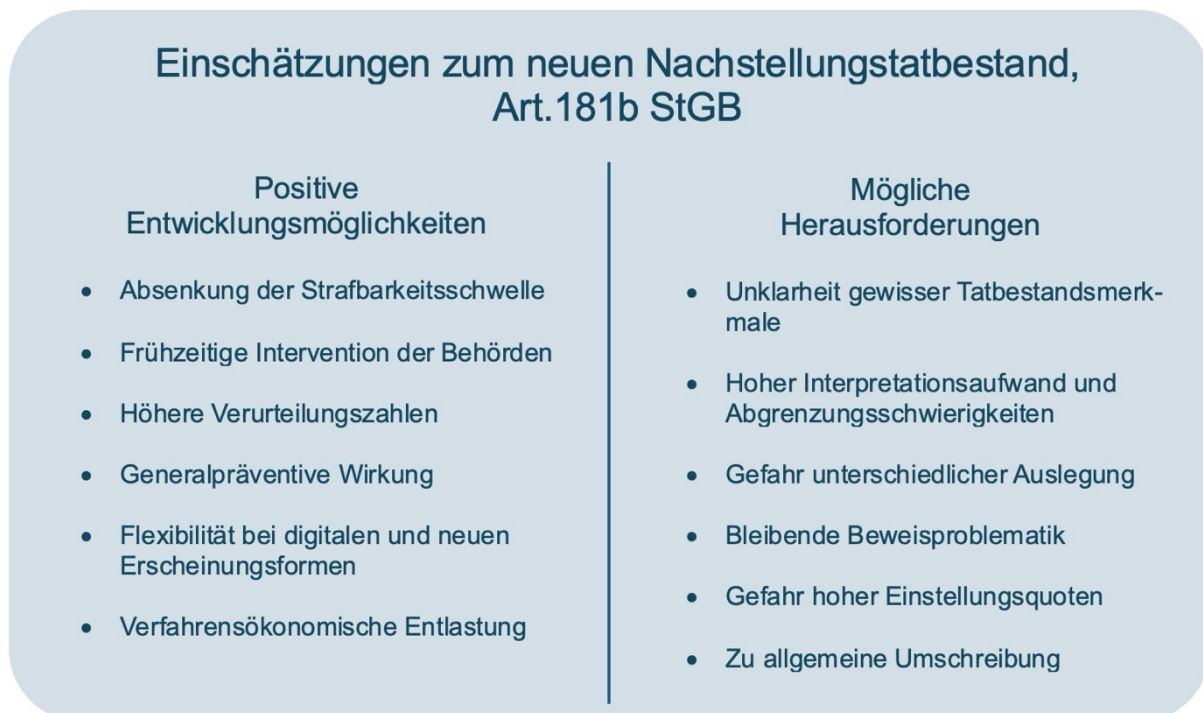 Einschätzungen zum neuen Nachstellungstatbestand,
Art.181b StGB
Positive
Entwicklungsmöglichkeiten
• Absenkung der Strafbarkeitsschwelle
• Frühzeitige Intervention der Behörden
• Höhere Verurteilungszahlen
• Generalpräventive Wirkung
• Flexibilität bei digitalen und neuen
Erscheinungsformen
• Verfahrensökonomische Entlastung
Mögliche
Herausforderungen
• Unklarheit gewisser Tatbestandsmerk-
male
• Hoher Interpretationsaufwand und
Abgrenzungsschwierigkeiten
• Gefahr unterschiedlicher Auslegung
• Bleibende Beweisproblematik
• Gefahr hoher Einstellungsquoten
• Zu allgemeine Umschreibung